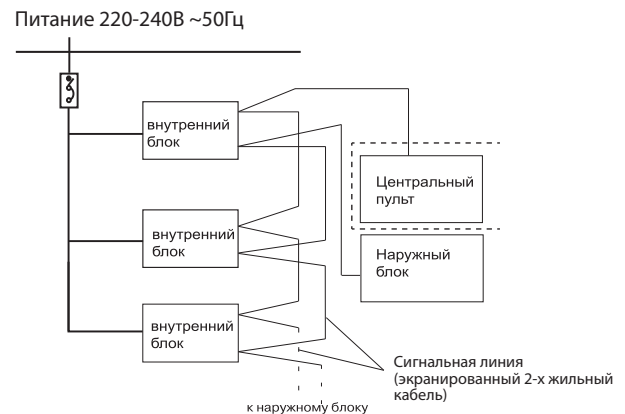 Питание 220-240В ~50Гц
внутренний
блок
Центральный
пульт
внутренний
блок
Наружный
блок
внутренний
блок
Сигнальная линия
(экранированный 2-х жильный
кабель)
к наружному блоку